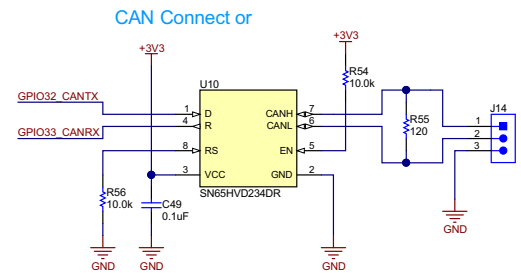 CAN Connect or
+3V3
+3V3
U10
R54
10.0k
GPIO32_CANTX
1
D
CANH
7
J14
4
R
CANL
6
R55
120
1
GPIO33_CANRX
2
8
RS
EN
5
3
3
VCC
GND
2
R56
10.0k
SN65HVD234DR
C49
0.1uF
GND
GND
GND
GND